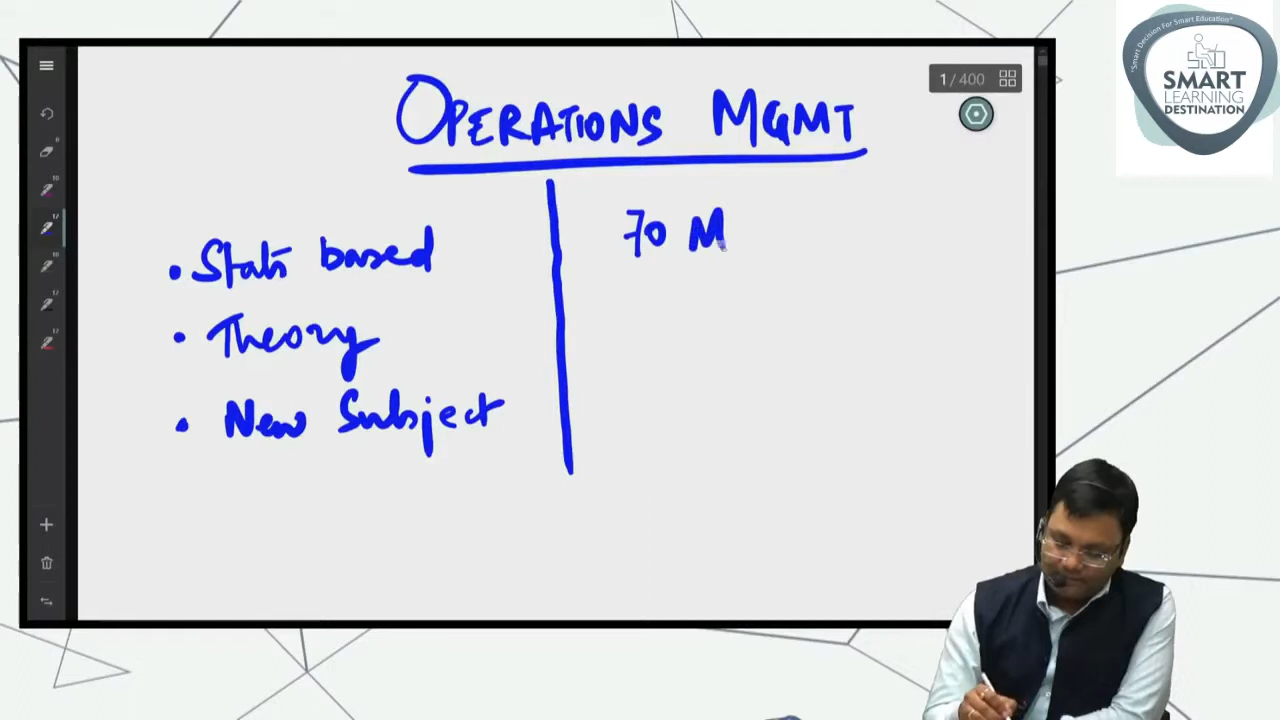 OPERATIONS MGMT
• Stats based
• Theory
• New Subject
70 M
1/400
"Smart Decision For Smart Education"
SMART
LEARNING
DESTINATION